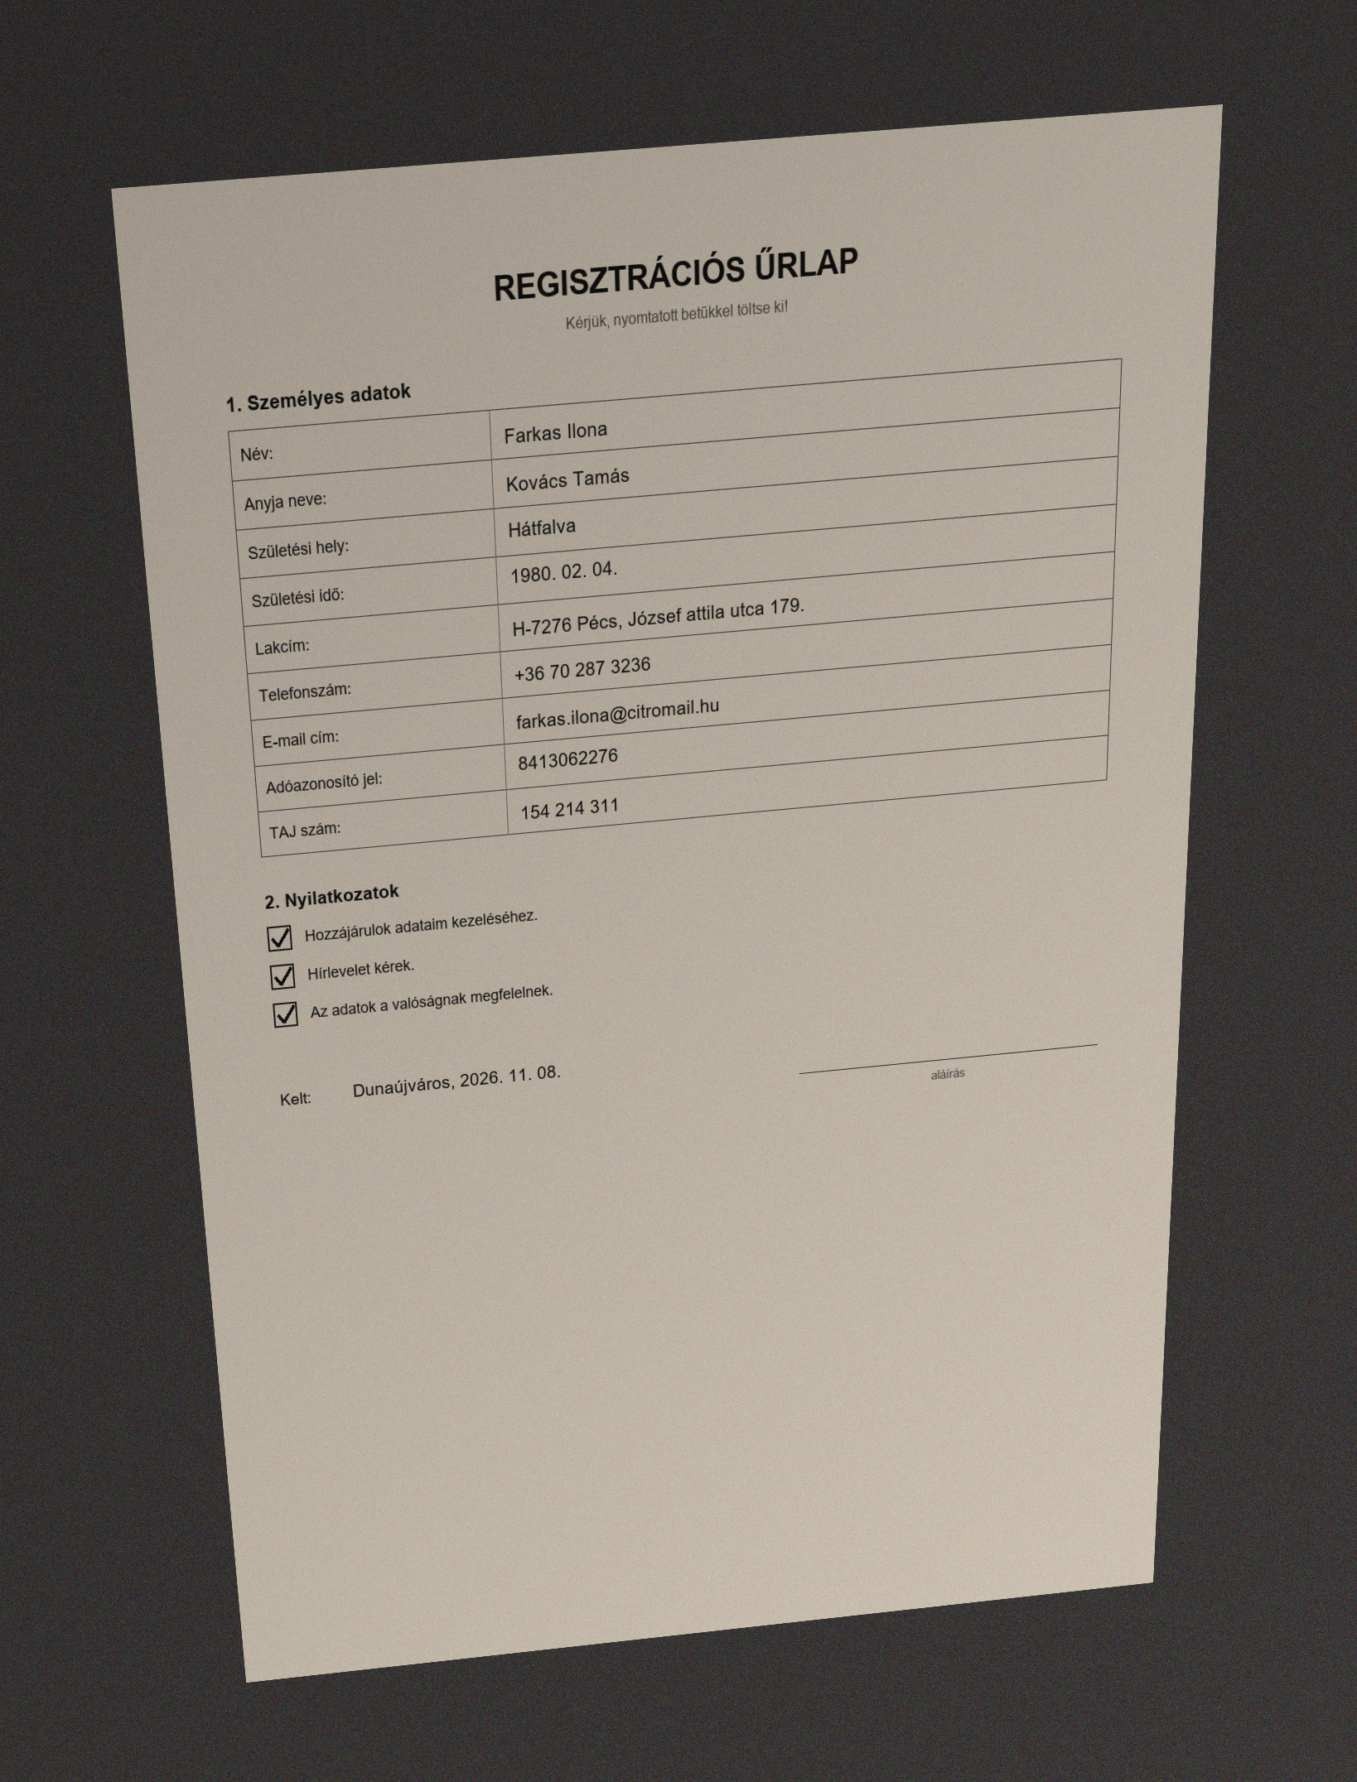 REGISZTRÁCIÓS ŰRLAP
Kérjük, nyomtatott betűkkel töltse ki!
1. Személyes adatok
Név: Farkas Ilona
Anyja neve: Kovács Tamás
Születési hely: Hátfalva
Születési idő: 1980. 02. 04.
Lakcím: H-7276 Pécs, József attila utca 179.
Telefonszám: +36 70 287 3236
E-mail cím: farkas.ilona@citromail.hu
Adóazonosító jel: 8413062276
TAJ szám: 154 214 311
2. Nyilatkozatok
Hozzájárulok adataim kezeléséhez.
Hírlevelet kérek.
Az adatok a valóságnak megfelelnek.
Kelt: Dunaújváros, 2026. 11. 08.
aláírás